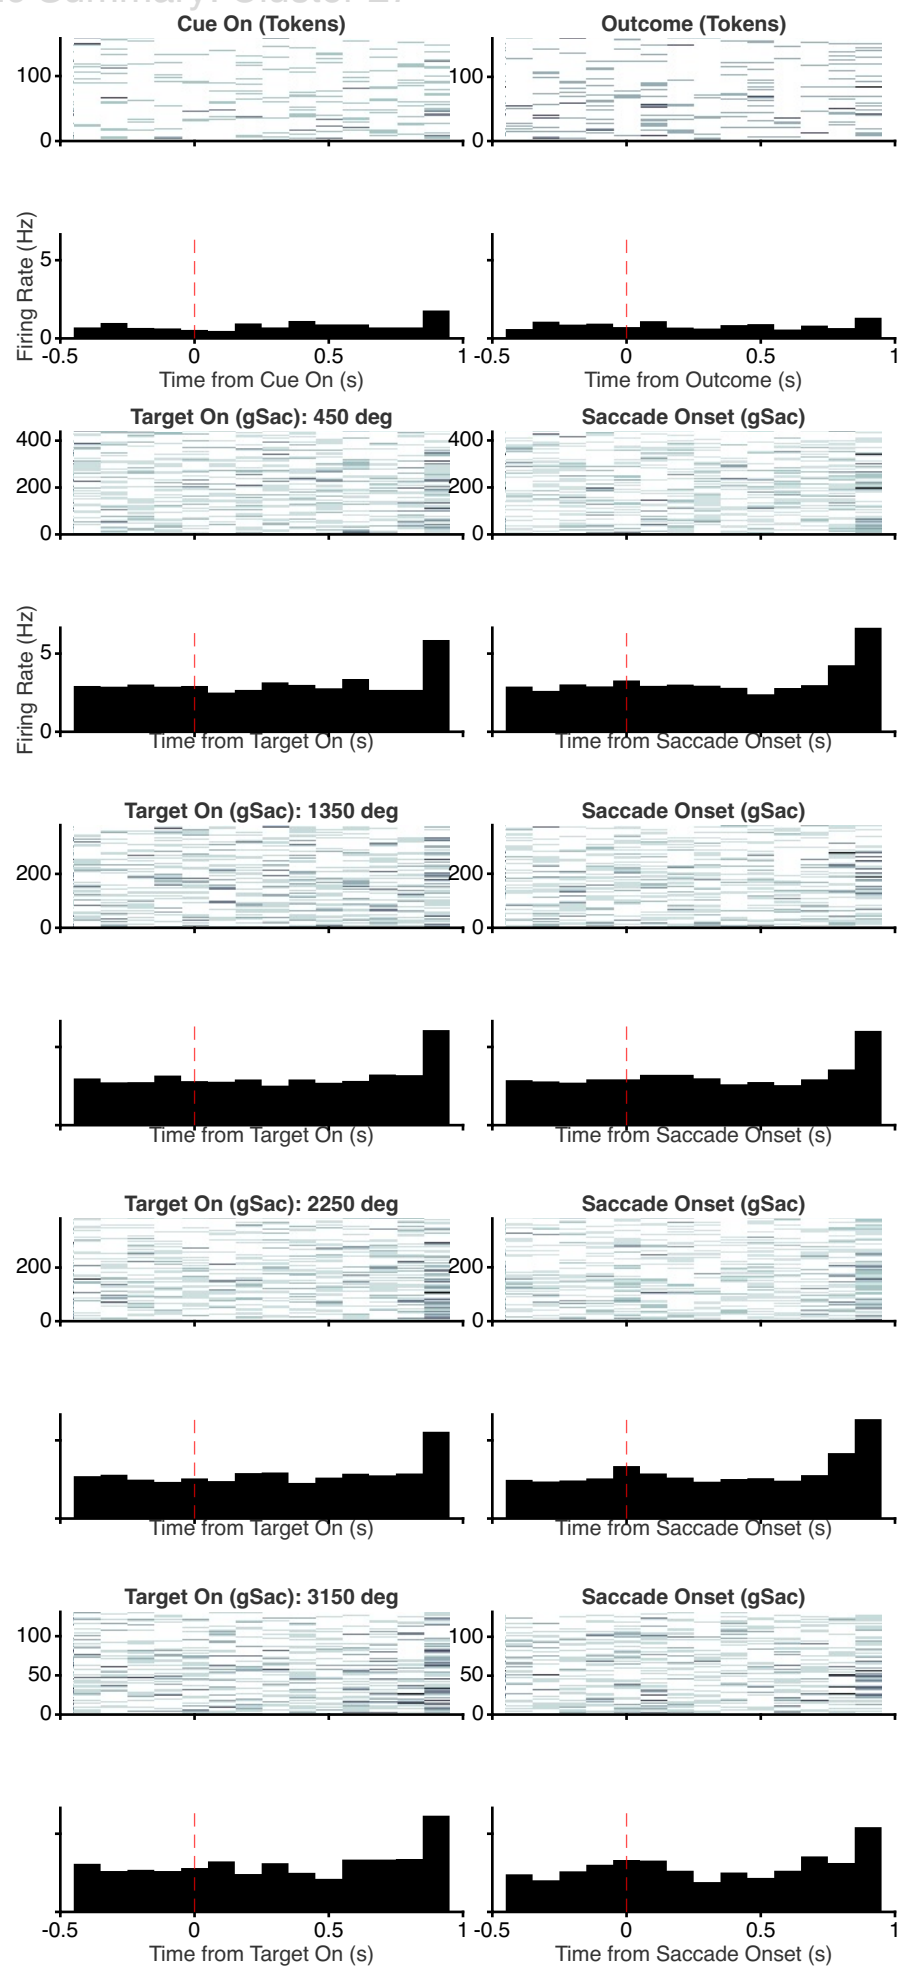 Summary: Cluster
Cue On (Tokens) Outcome (Tokens)
100 100
0 0
Firing Rate (Hz)
5
0
-0.5 0 0.5 1 -0.5 0 0.5 1
Time from Cue On (s) Time from Outcome (s)
Target On (gSac): 450 deg Saccade Onset (gSac)
400 400
200 200
0 0
Firing Rate (Hz)
5
0
Time from Target On (s) Time from Saccade Onset (s)
Target On (gSac): 1350 deg Saccade Onset (gSac)
200 200
0 0
Time from Target On (s) Time from Saccade Onset (s)
Target On (gSac): 2250 deg Saccade Onset (gSac)
200 200
0 0
Time from Target On (s) Time from Saccade Onset (s)
Target On (gSac): 3150 deg Saccade Onset (gSac)
100 100
50 50
0 0
-0.5 0 0.5 1 -0.5 0 0.5 1
Time from Target On (s) Time from Saccade Onset (s)